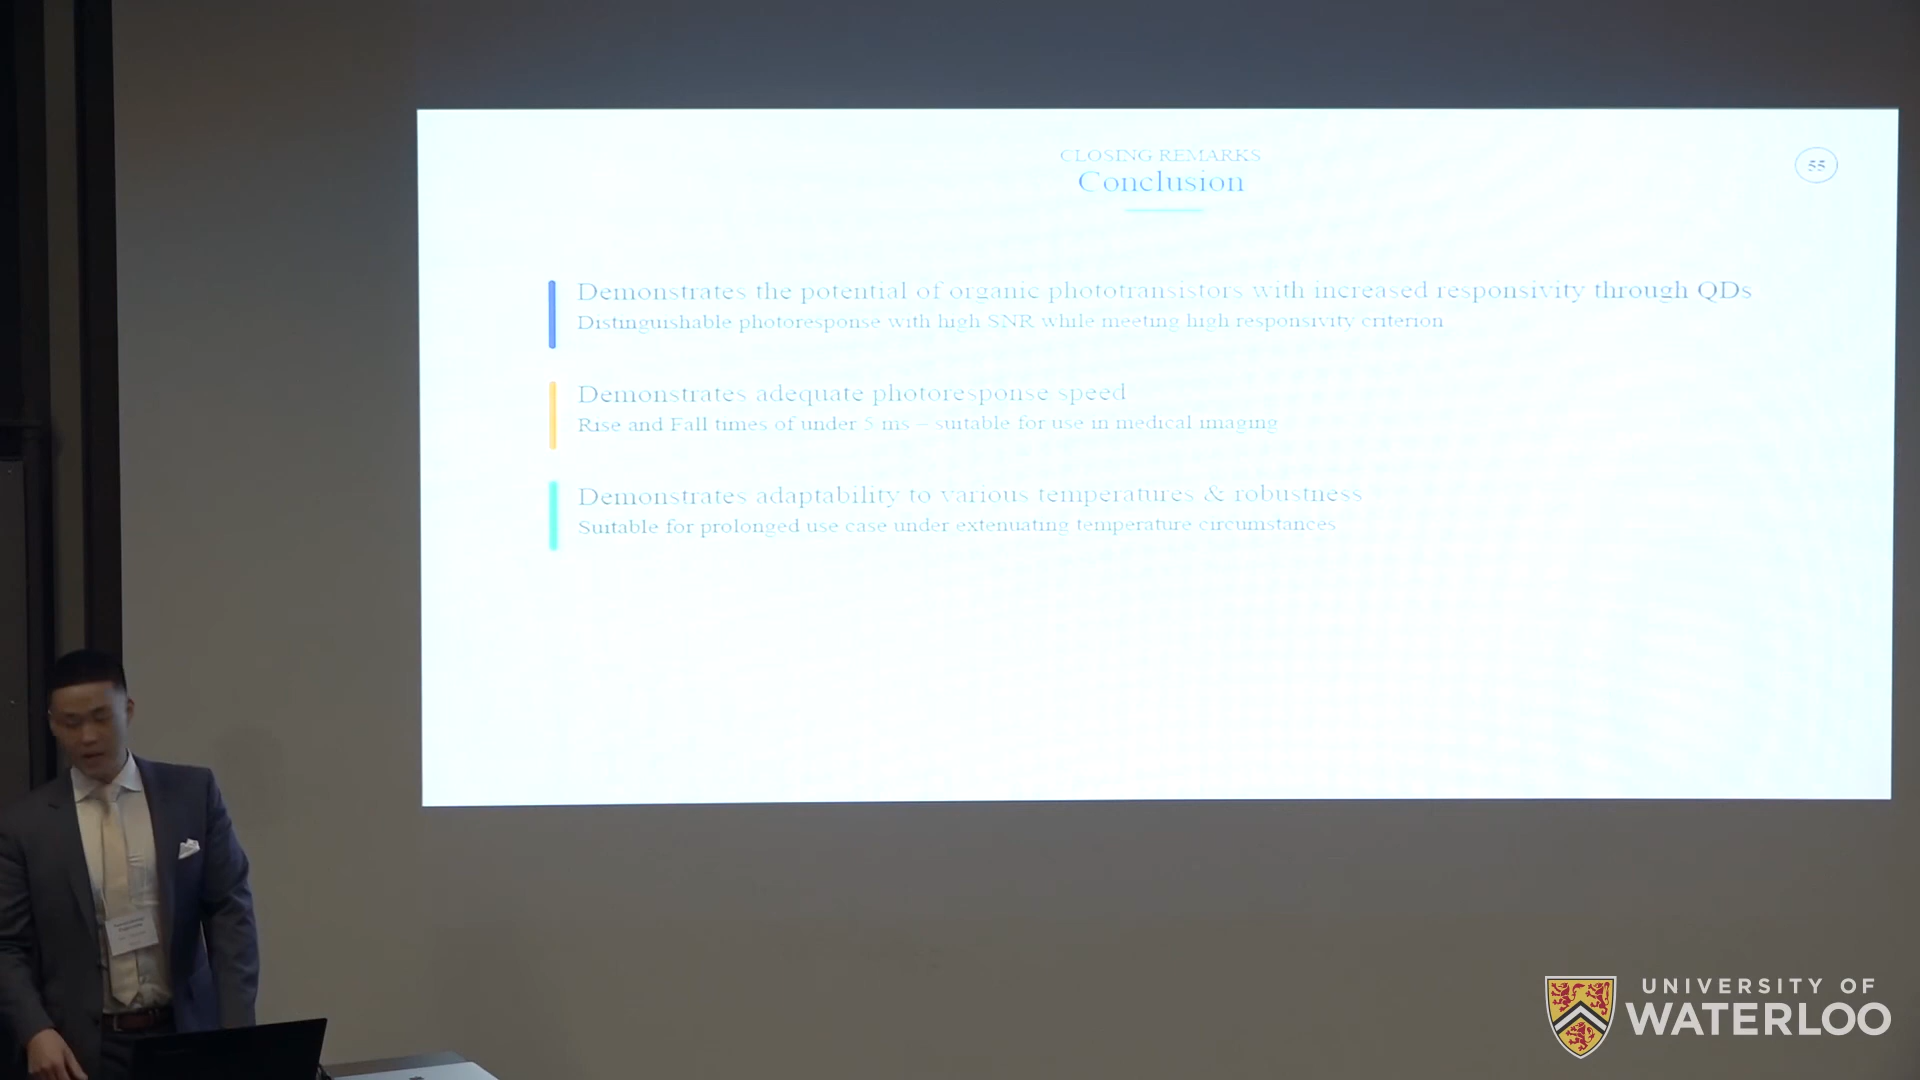 CLOSING REMARKS
Conclusion
55
Demonstrates the potential of organic phototransistors with increased responsivity through QDs
Distinguishable photoresponse with high SNR while meeting high responsivity criterion
Demonstrates adequate photoresponse speed
Rise and Fall times of under 5 ms – suitable for use in medical imaging
Demonstrates adaptability to various temperatures & robustness
Suitable for prolonged use case under extenuating temperature circumstances
UNIVERSITY OF
WATERLOO